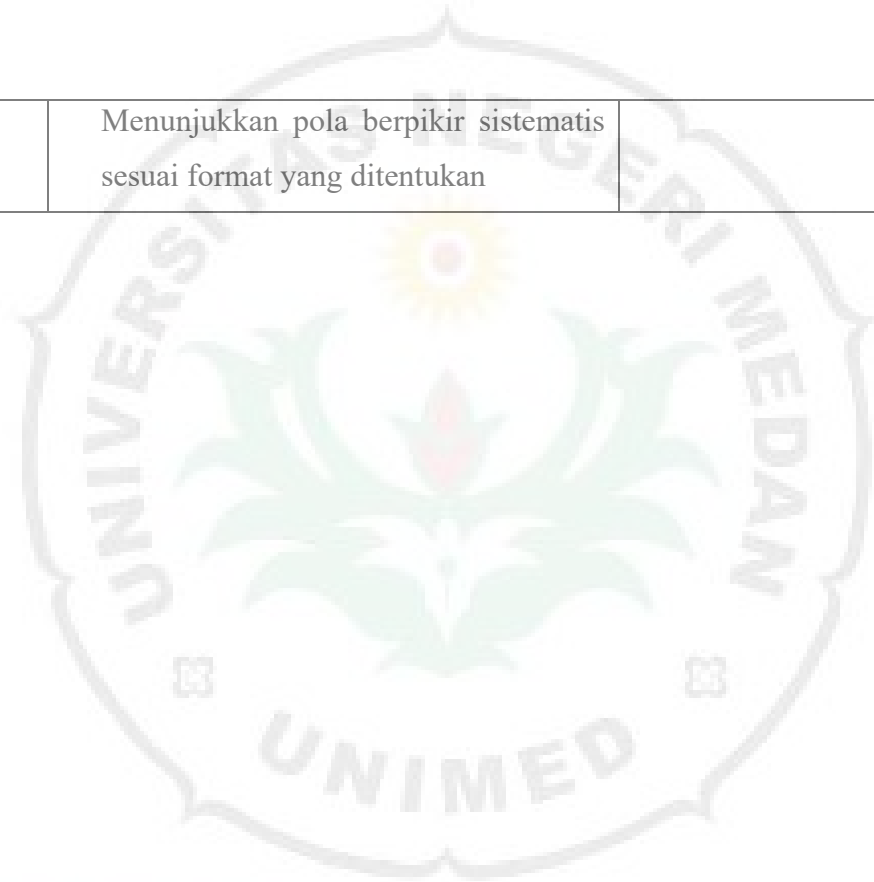 Menunjukkan pola berpikir sistematis
sesuai format yang ditentukan
UNIVERSITAS NEGERI MEDAN
UNIMED